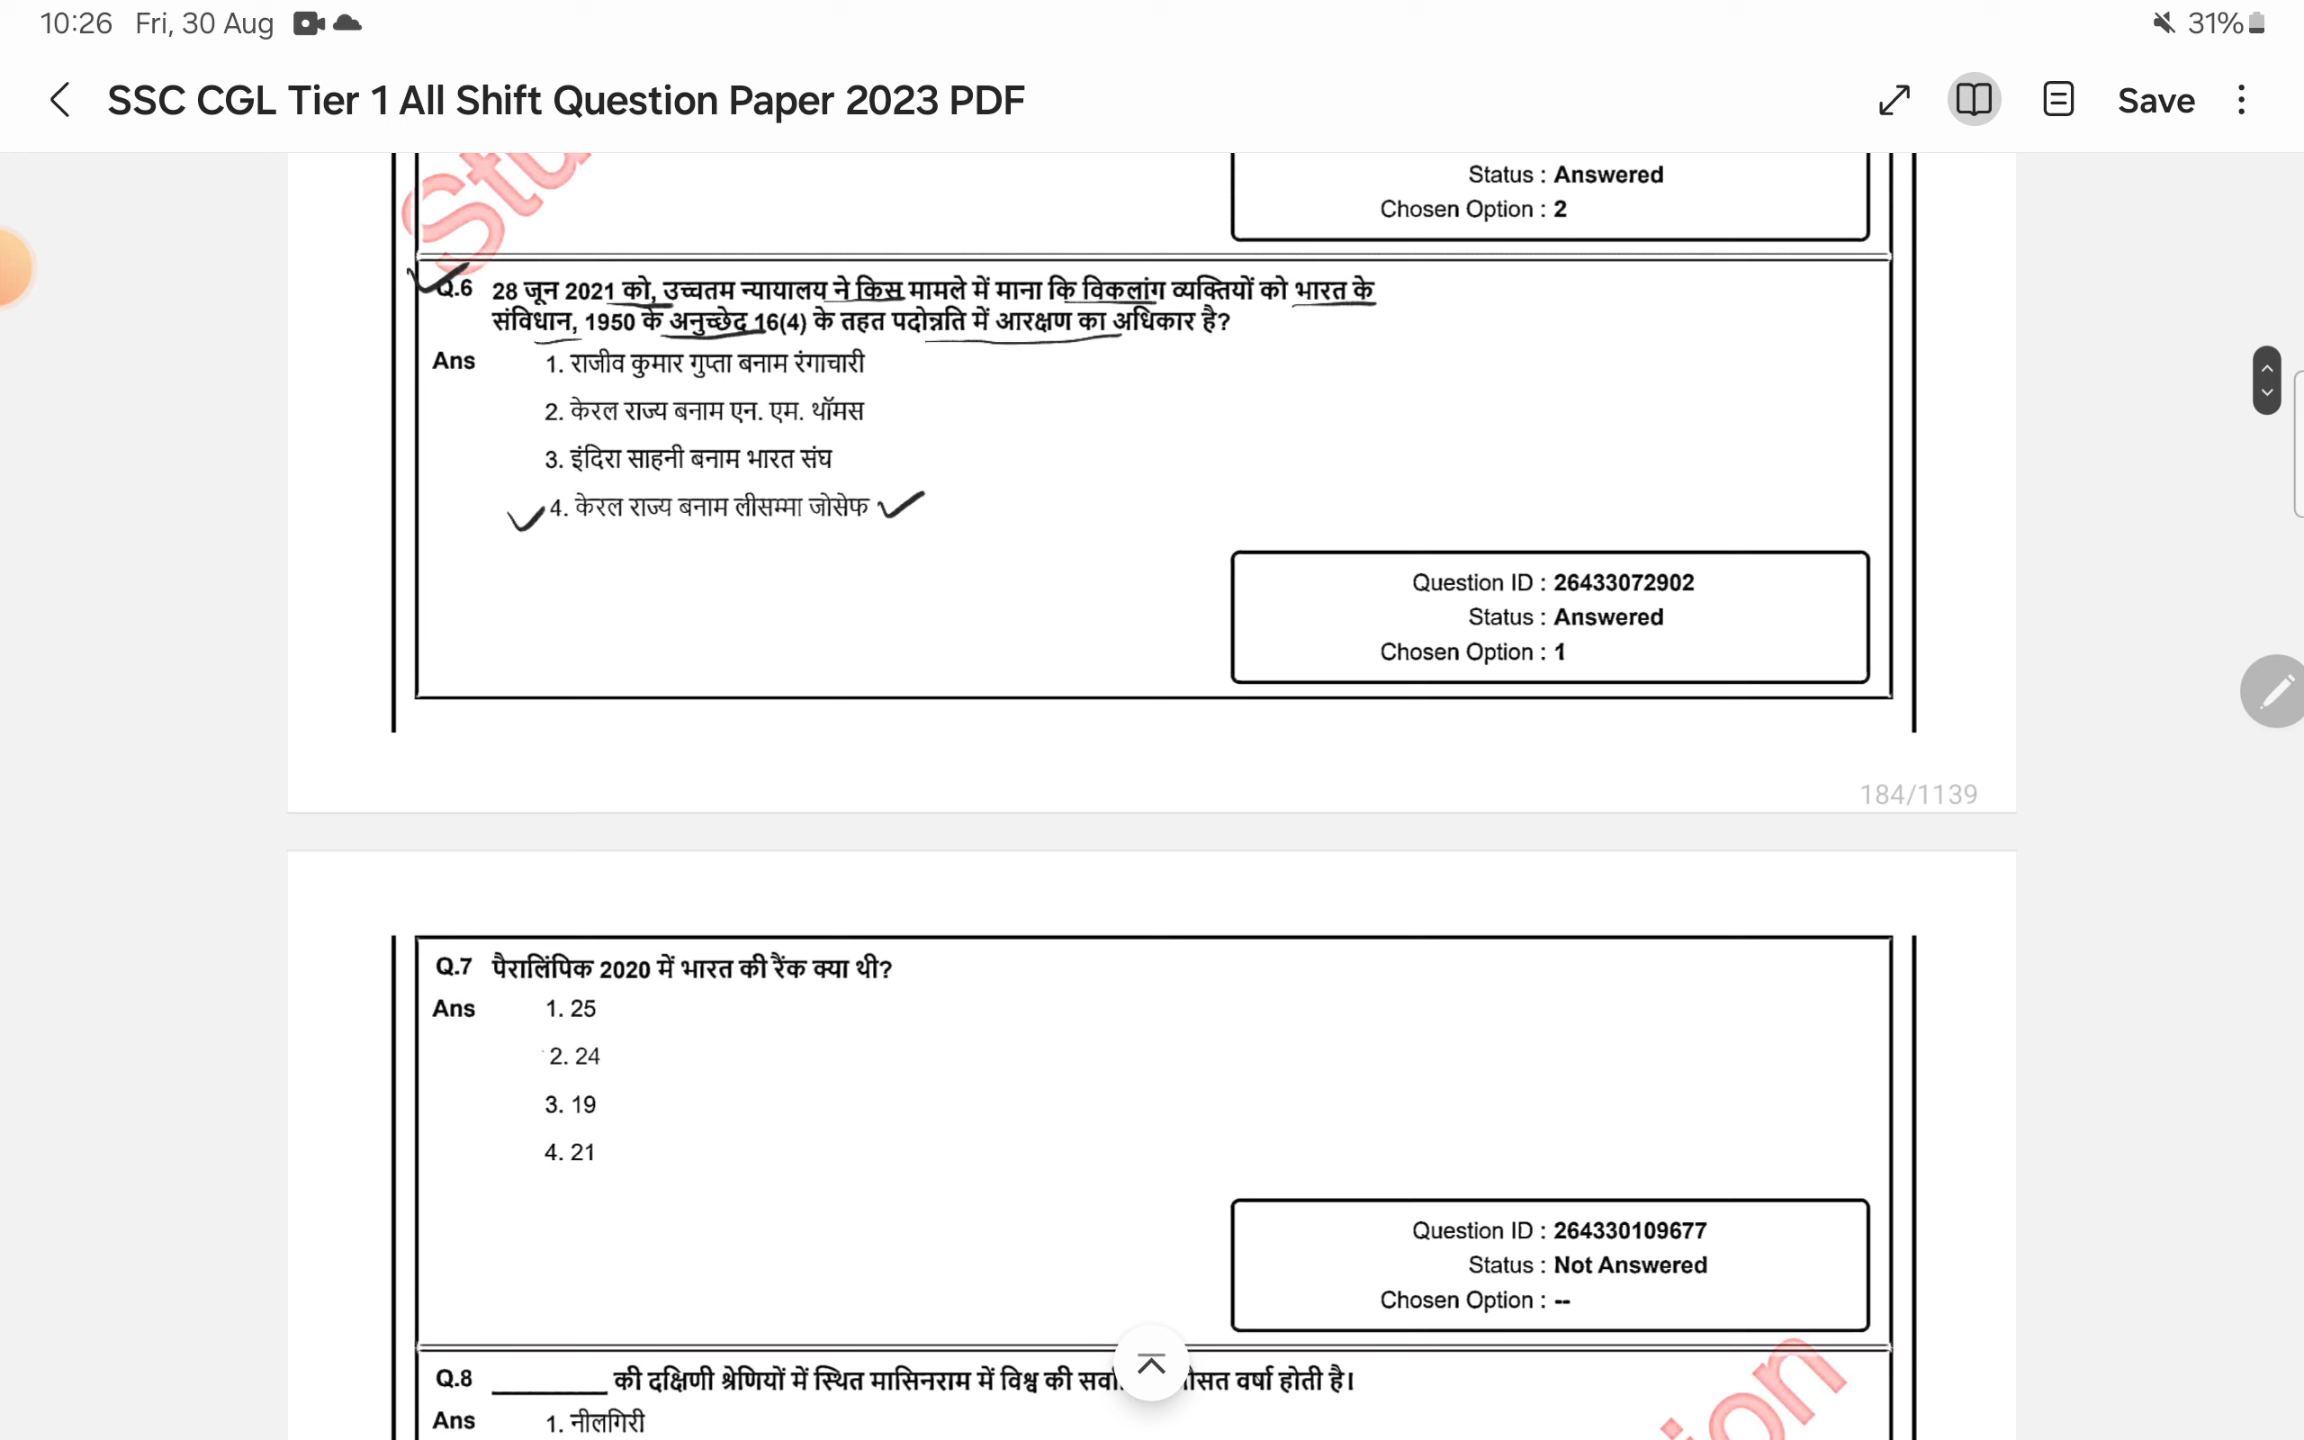 10:26 Fri, 30 Aug
31%
SSC CGL Tier 1 All Shift Question Paper 2023 PDF
Save
Stu
Status : Answered
Chosen Option : 2
Q.6 28 जून 2021 को, उच्चतम न्यायालय ने किस मामले में माना कि विकलांग व्यक्तियों को भारत के
संविधान, 1950 के अनुच्छेद 16(4) के तहत पदोन्नति में आरक्षण का अधिकार है?
Ans 1. राजीव कुमार गुप्ता बनाम रंगाचारी
2. केरल राज्य बनाम एन. एम. थॉमस
3. इंदिरा साहनी बनाम भारत संघ
4. केरल राज्य बनाम लीसम्मा जोसेफ
Question ID : 26433072902
Status : Answered
Chosen Option : 1
184/1139
Q.7 पैरालिंपिक 2020 में भारत की रैंक क्या थी?
Ans 1. 25
2. 24
3. 19
4. 21
Question ID : 264330109677
Status : Not Answered
Chosen Option : --
Q.8 _________ की दक्षिणी श्रेणियों में स्थित मासिनराम में विश्व की वर्षा होती है।
Ans 1. नीलगिरी
ion